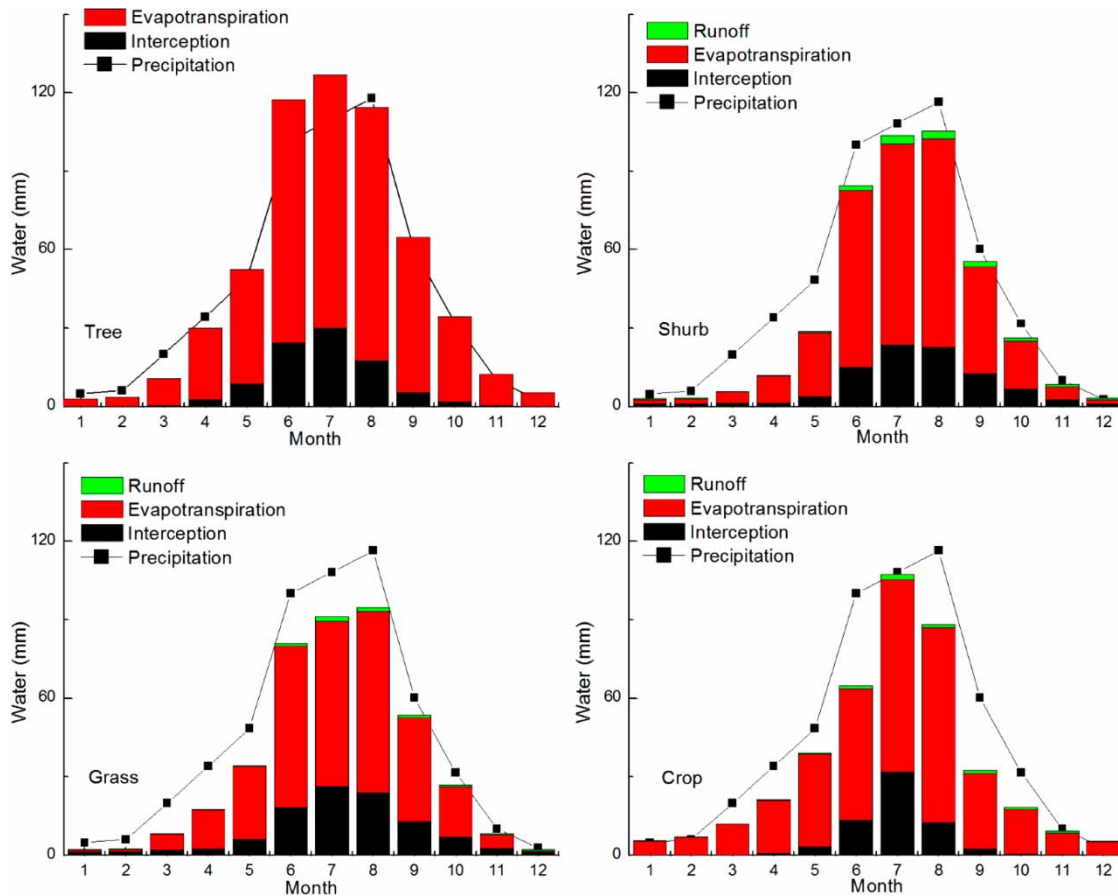 Evapotranspiration
Interception
Precipitation
120
60
0
Water (mm)
Tree
1 2 3 4 5 6 7 8 9 10 11 12
Month
Runoff
Evapotranspiration
Interception
Precipitation
120
60
0
Water (mm)
Shurb
1 2 3 4 5 6 7 8 9 10 11 12
Month
Runoff
Evapotranspiration
Interception
Precipitation
120
60
0
Water (mm)
Grass
1 2 3 4 5 6 7 8 9 10 11 12
Month
Runoff
Evapotranspiration
Interception
Precipitation
120
60
0
Water (mm)
Crop
1 2 3 4 5 6 7 8 9 10 11 12
Month